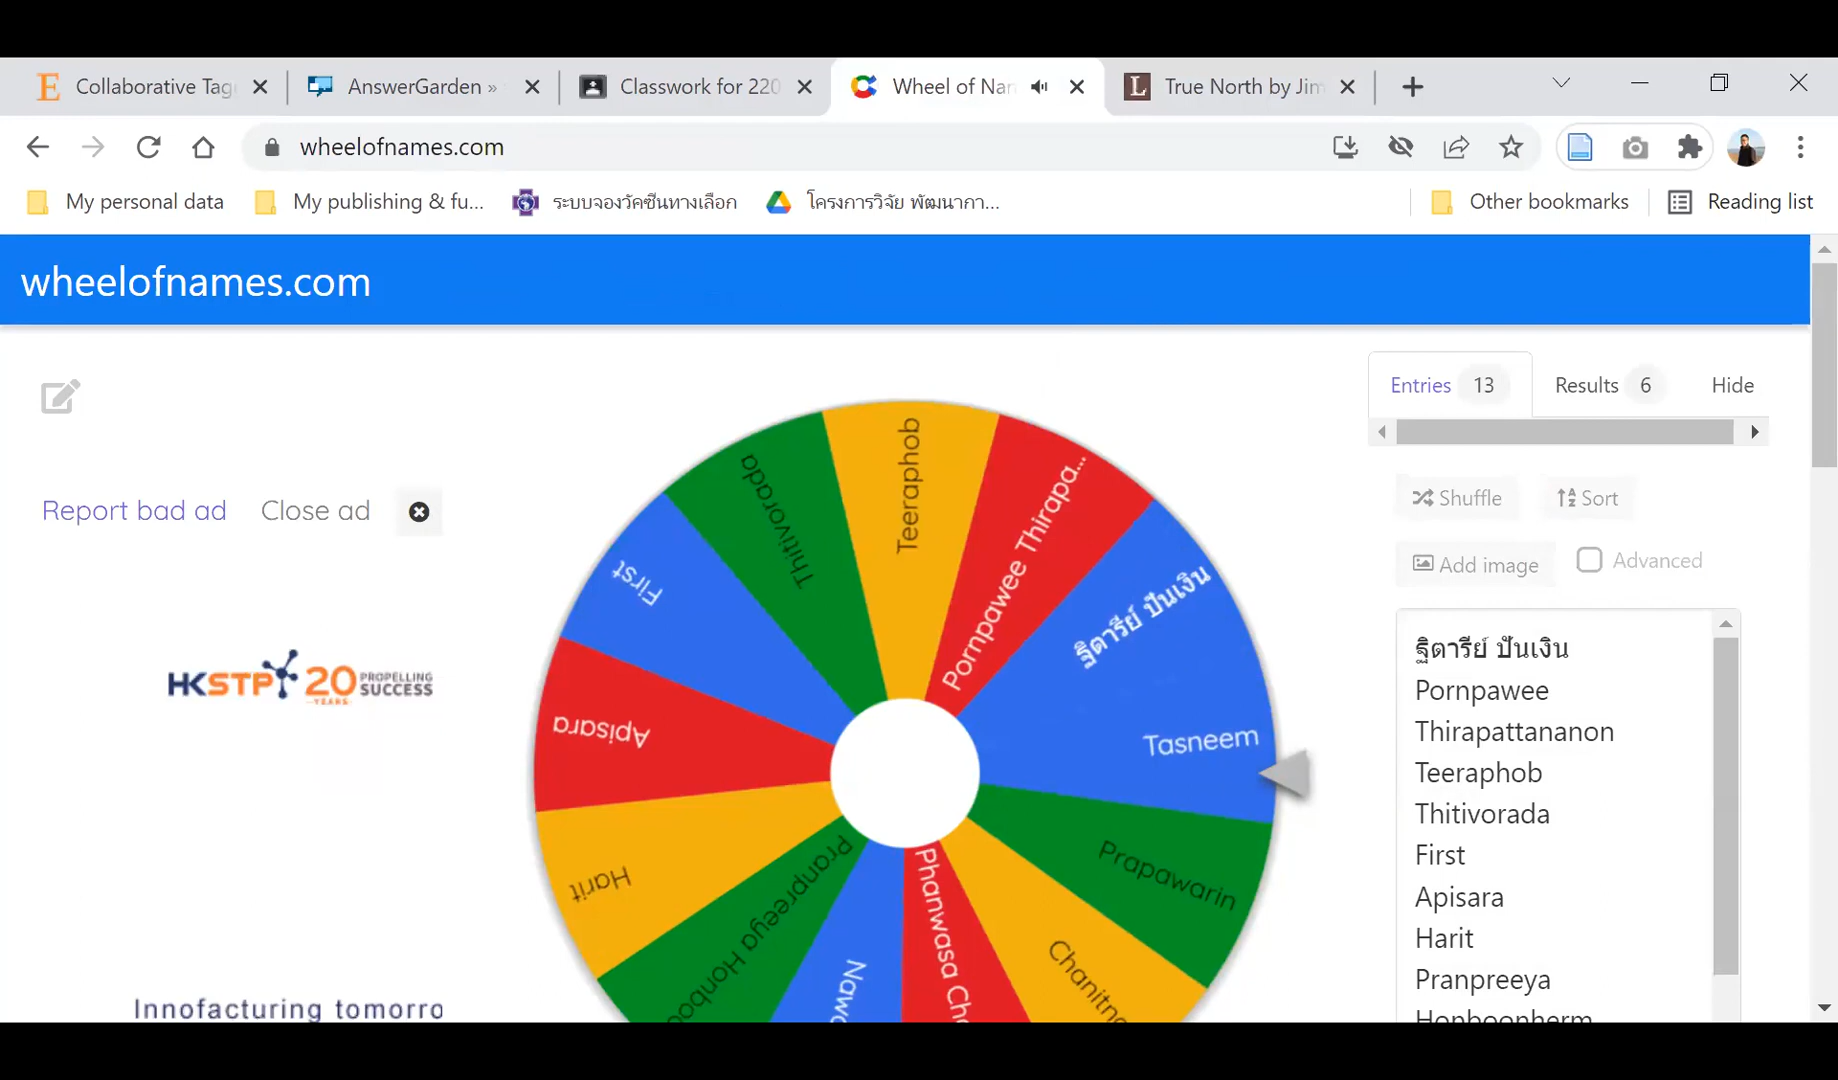 Collaborative Tag
AnswerGarden »
Classwork for 220
Wheel of Nar
True North by Jim
wheelofnames.com
My personal data
My publishing & fu...
ระบบจองวัคซีนทางเลือก
โครงการวิจัย พัฒนากา...
Other bookmarks
Reading list
wheelofnames.com
Entries 13
Results 6
Hide
Report bad ad
Close ad
Shuffle
Sort
Add image
Advanced
HKSTP 20 YEARS PROPELLING SUCCESS
Innofacturing tomorro
Teeraphob
Pornpawee Thirapa...
ฐิตารีย์ ปันเงิน
Tasneem
Prapawarin
Chanitn
Phanwasa Ch
Naw
Pranpreeya Honboo
Harit
Apisara
First
Thitivorada
ฐิตารีย์ ปันเงิน
Pornpawee
Thirapattananon
Teeraphob
Thitivorada
First
Apisara
Harit
Pranpreeya
Honboonherm